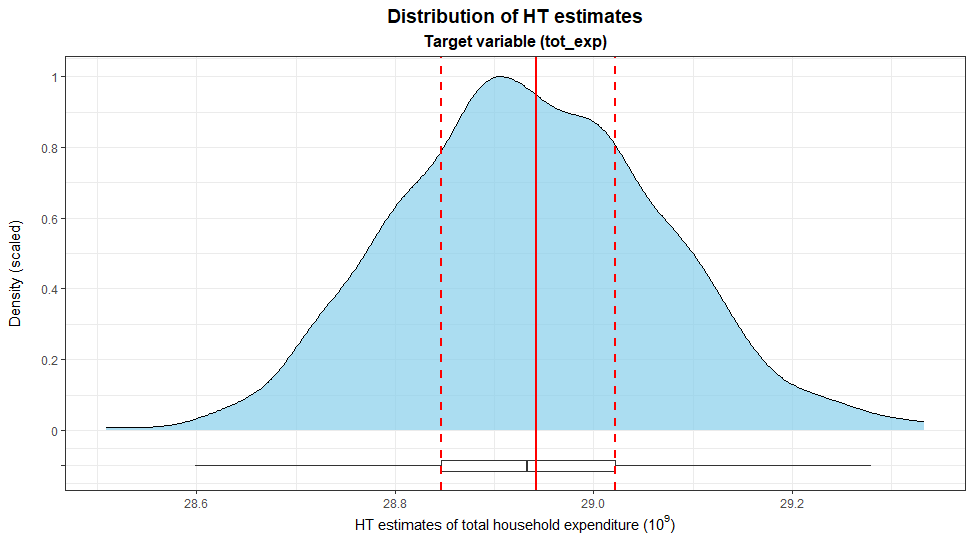 Distribution of HT estimates
Target variable (tot_exp)
Density (scaled)
1
0.8
0.6
0.4
0.2
0
28.6 28.8 29.0 29.2
HT estimates of total household expenditure (10⁹)